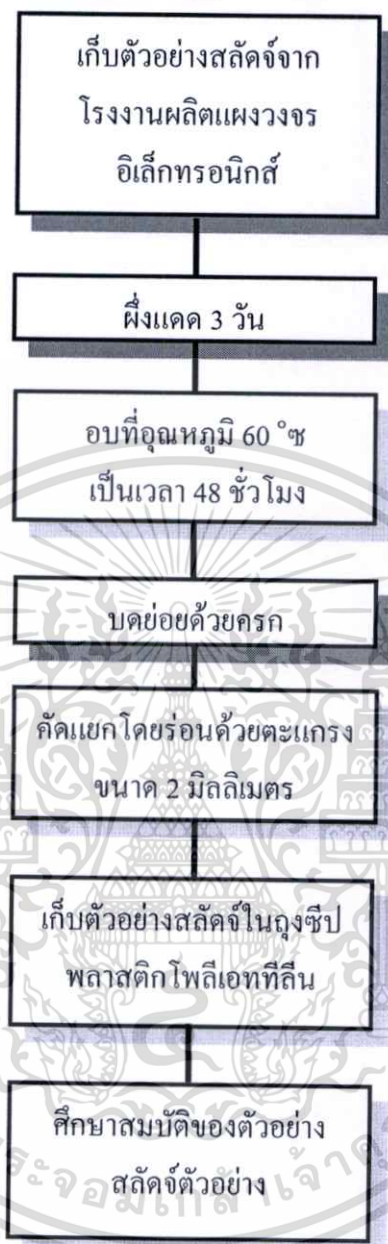 เก็บตัวอย่างสลัดจ์จาก
โรงงานผลิตแผงวงจร
อิเล็กทรอนิกส์
ผึ่งแดด 3 วัน
อบที่อุณหภูมิ 60 °ซ
เป็นเวลา 48 ชั่วโมง
บดย่อยด้วยครก
คัดแยกโดยร่อนด้วยตะแกรง
ขนาด 2 มิลลิเมตร
เก็บตัวอย่างสลัดจ์ในถุงซีป
พลาสติกโพลีเอททีลีน
ศึกษาสมบัติของตัวอย่าง
สลัดจ์ตัวอย่าง